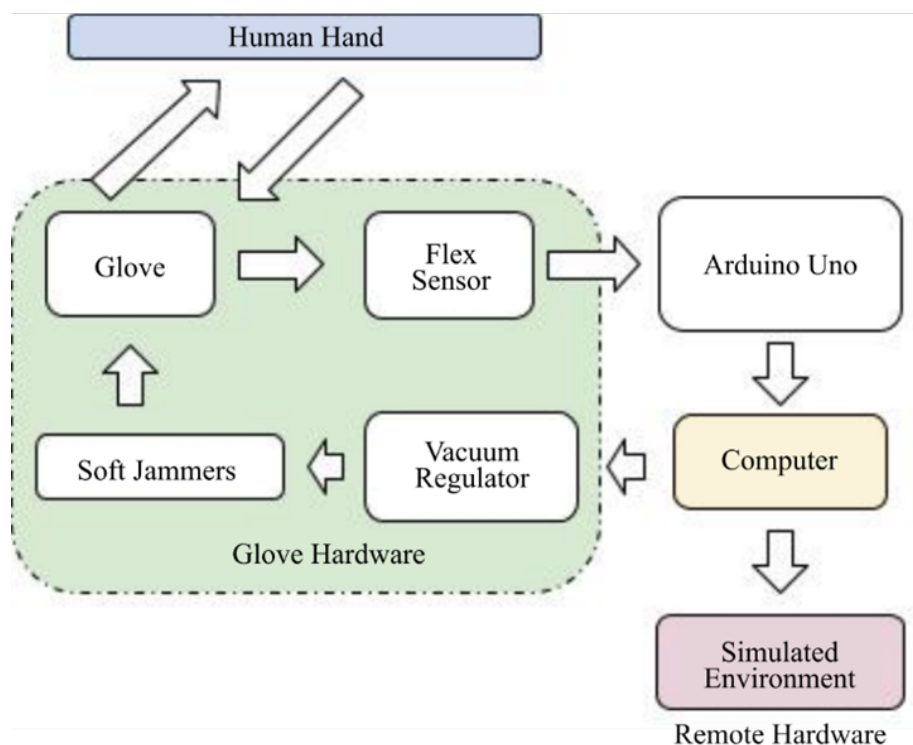 Human Hand
Glove
Flex
Sensor
Arduino Uno
Soft Jammers
Vacuum
Regulator
Computer
Glove Hardware
Simulated
Environment
Remote Hardware